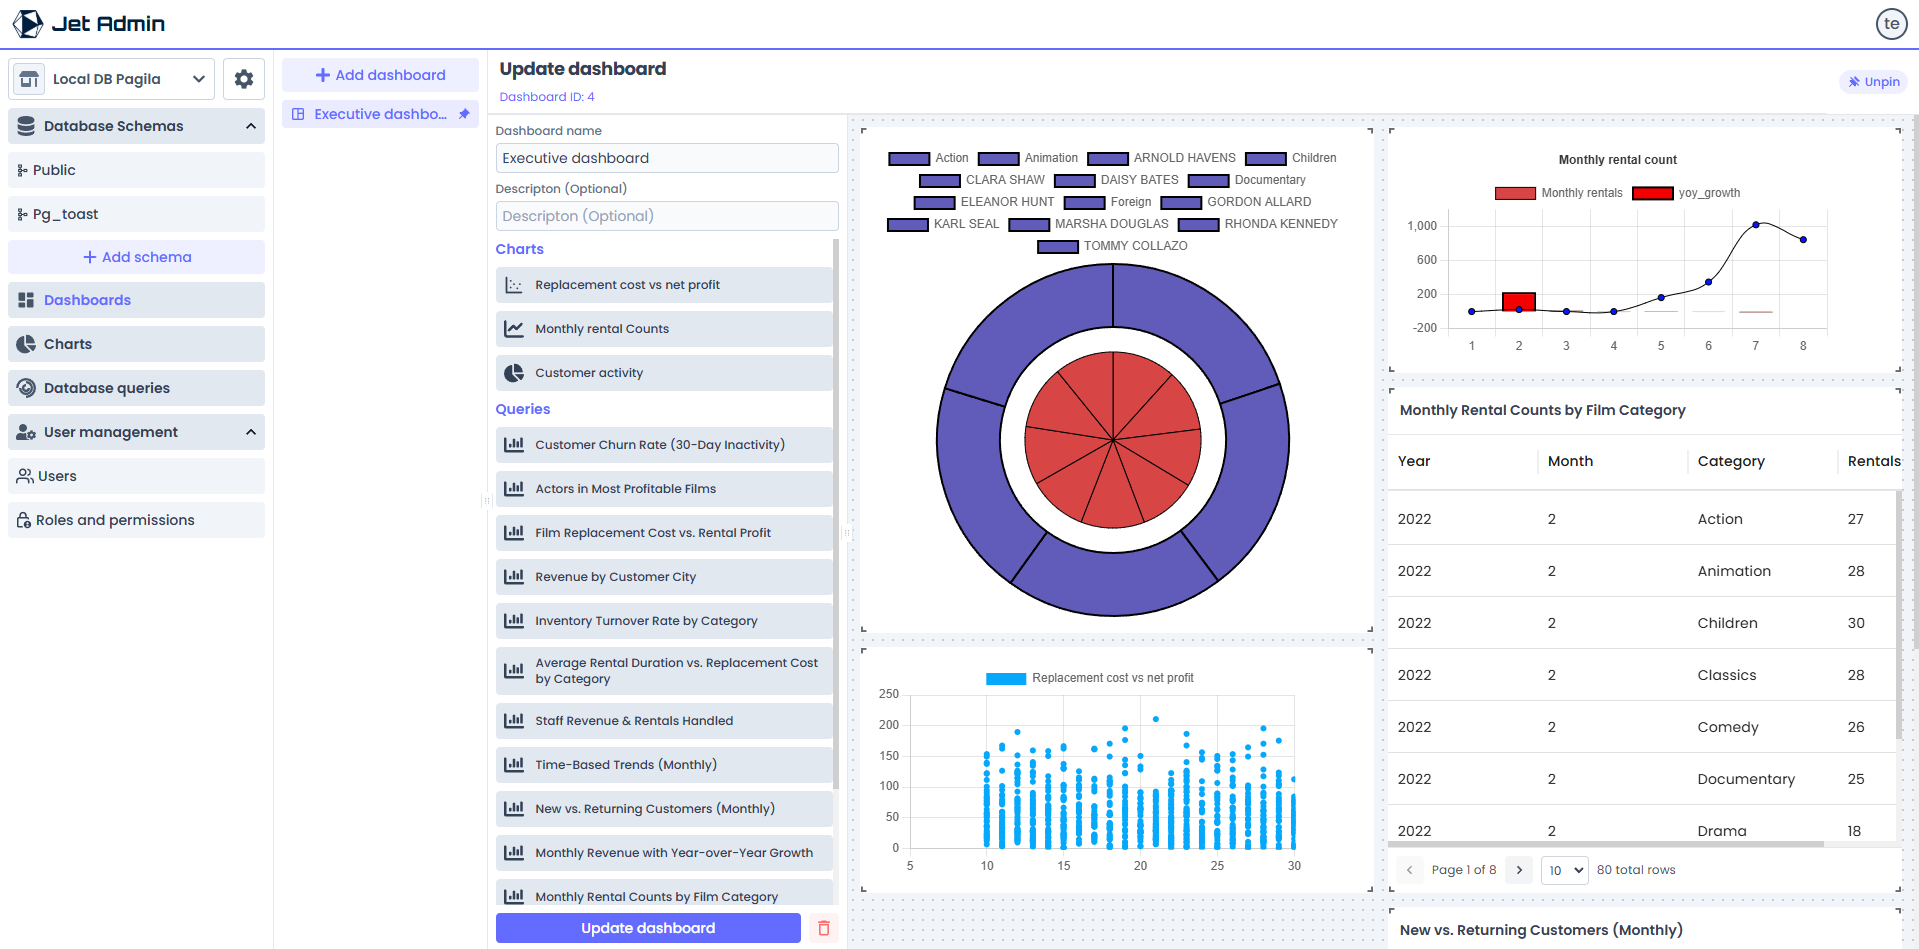 Jet Admin
te
Local DB Pagila
Database Schemas
Public
Pg_toast
Add schema
Dashboards
Charts
Database queries
User management
Users
Roles and permissions
Add dashboard
Executive dashbo...
Update dashboard
Dashboard ID: 4
Unpin
Dashboard name
Executive dashboard
Descripton (Optional)
Descripton (Optional)
Charts
Replacement cost vs net profit
Monthly rental Counts
Customer activity
Queries
Customer Churn Rate (30-Day Inactivity)
Actors in Most Profitable Films
Film Replacement Cost vs. Rental Profit
Revenue by Customer City
Inventory Turnover Rate by Category
Average Rental Duration vs. Replacement Cost
by Category
Staff Revenue & Rentals Handled
Time-Based Trends (Monthly)
New vs. Returning Customers (Monthly)
Monthly Revenue with Year-over-Year Growth
Monthly Rental Counts by Film Category
Update dashboard
Action Animation ARNOLD HAVENS Children
CLARA SHAW DAISY BATES Documentary
ELEANOR HUNT Foreign GORDON ALLARD
KARL SEAL MARSHA DOUGLAS RHONDA KENNEDY
TOMMY COLLAZO
Replacement cost vs net profit
250
200
150
100
50
0
5 10 15 20 25 30
Monthly rental count
Monthly rentals yoy_growth
1,000
600
200
-200
1 2 3 4 5 6 7 8
Monthly Rental Counts by Film Category
Year Month Category Rentals
2022 2 Action 27
2022 2 Animation 28
2022 2 Children 30
2022 2 Classics 28
2022 2 Comedy 26
2022 2 Documentary 25
2022 2 Drama 18
Page 1 of 8 10 80 total rows
New vs. Returning Customers (Monthly)